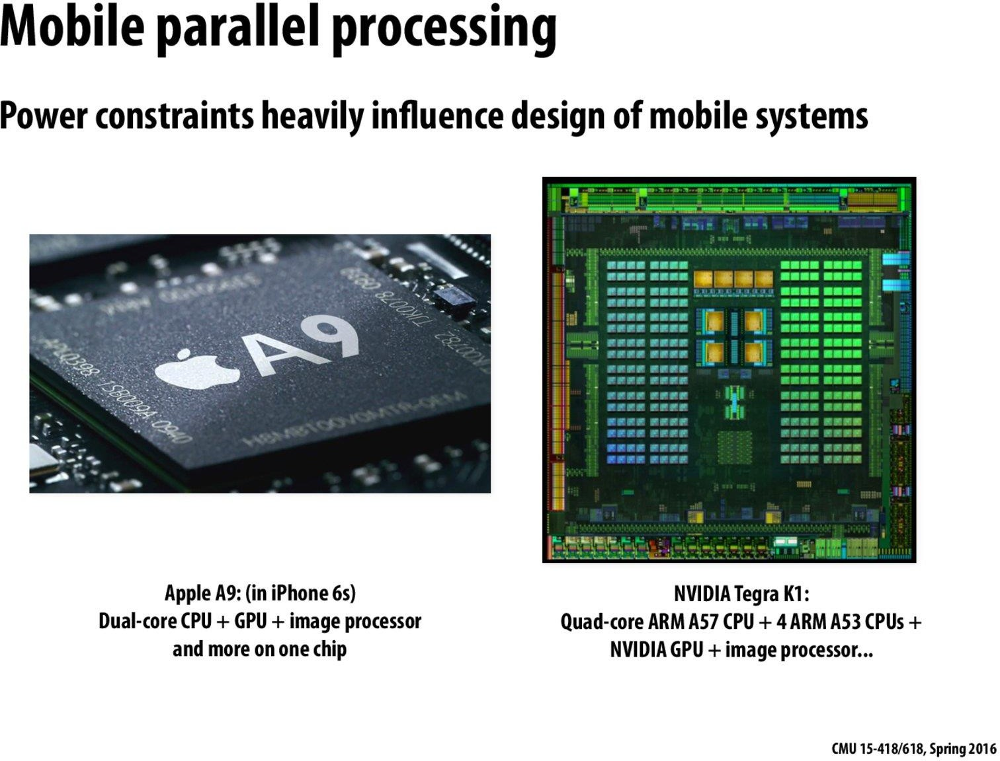 Mobile parallel processing
Power constraints heavily influence design of mobile systems
A9
APL0398 
Apple A9: (in iPhone 6s)
Dual-core CPU + GPU + image processor
and more on one chip
NVIDIA Tegra K1:
Quad-core ARM A57 CPU + 4 ARM A53 CPUs +
NVIDIA GPU + image processor...
CMU 15-418/618, Spring 2016